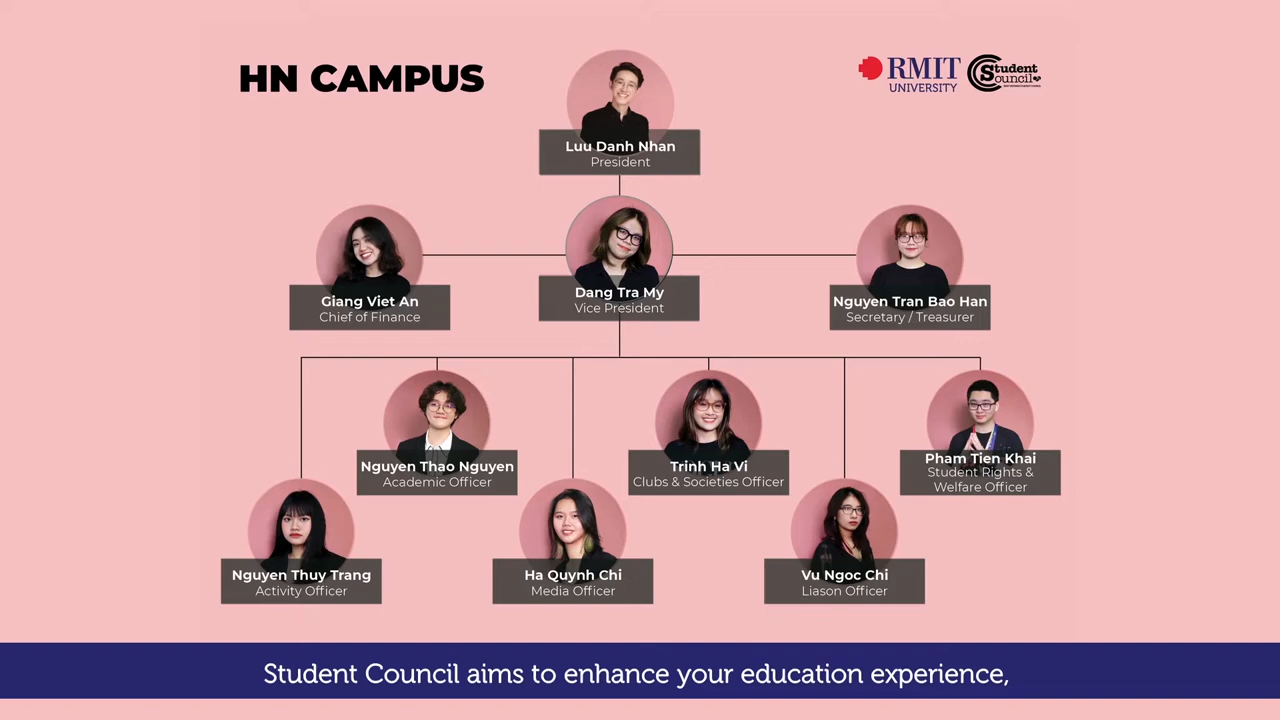 HN CAMPUS
RMIT
UNIVERSITY
Student
Council
Luu Danh Nhan
President
Giang Viet An
Chief of Finance
Dang Tra My
Vice President
Nguyen Tran Bao Han
Secretary / Treasurer
Nguyen Thao Nguyen
Academic Officer
Trinh Ha Vi
Clubs & Societies Officer
Pham Tien Khai
Student Rights &
Welfare Officer
Nguyen Thuy Trang
Activity Officer
Ha Quynh Chi
Media Officer
Vu Ngoc Chi
Liason Officer
Student Council aims to enhance your education experience,